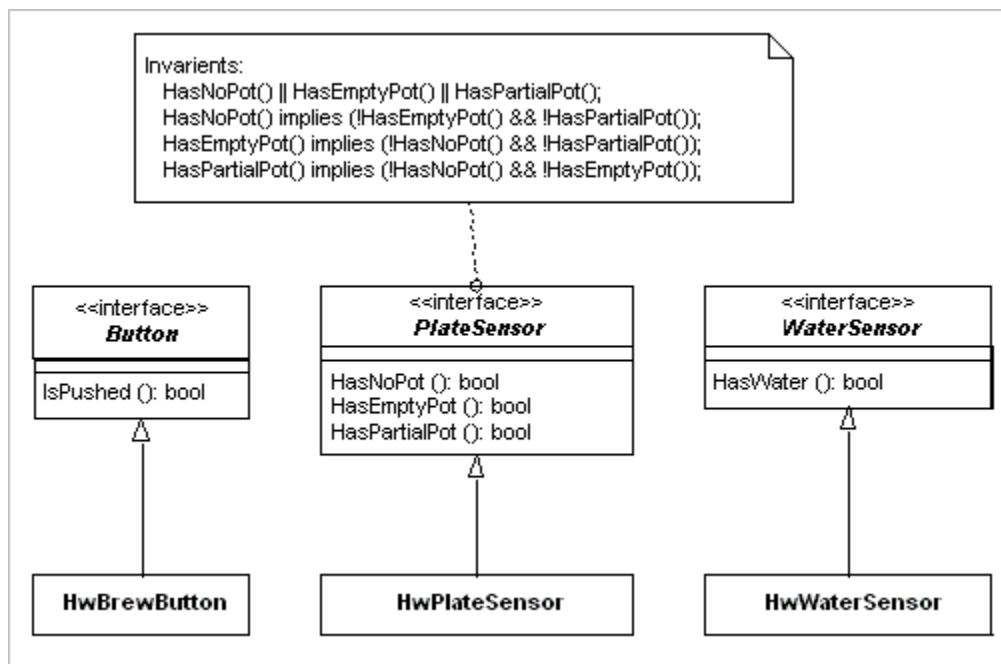 Invarients:
HasNoPot() || HasEmptyPot() || HasPartialPot();
HasNoPot() implies (!HasEmptyPot() && !HasPartialPot());
HasEmptyPot() implies (!HasNoPot() && !HasPartialPot());
HasPartialPot() implies (!HasNoPot() && !HasEmptyPot());
<<interface>>
Button
IsPushed (): bool
<<interface>>
PlateSensor
HasNoPot (): bool
HasEmptyPot (): bool
HasPartialPot (): bool
<<interface>>
WaterSensor
HasWater (): bool
HwBrewButton
HwPlateSensor
HwWaterSensor